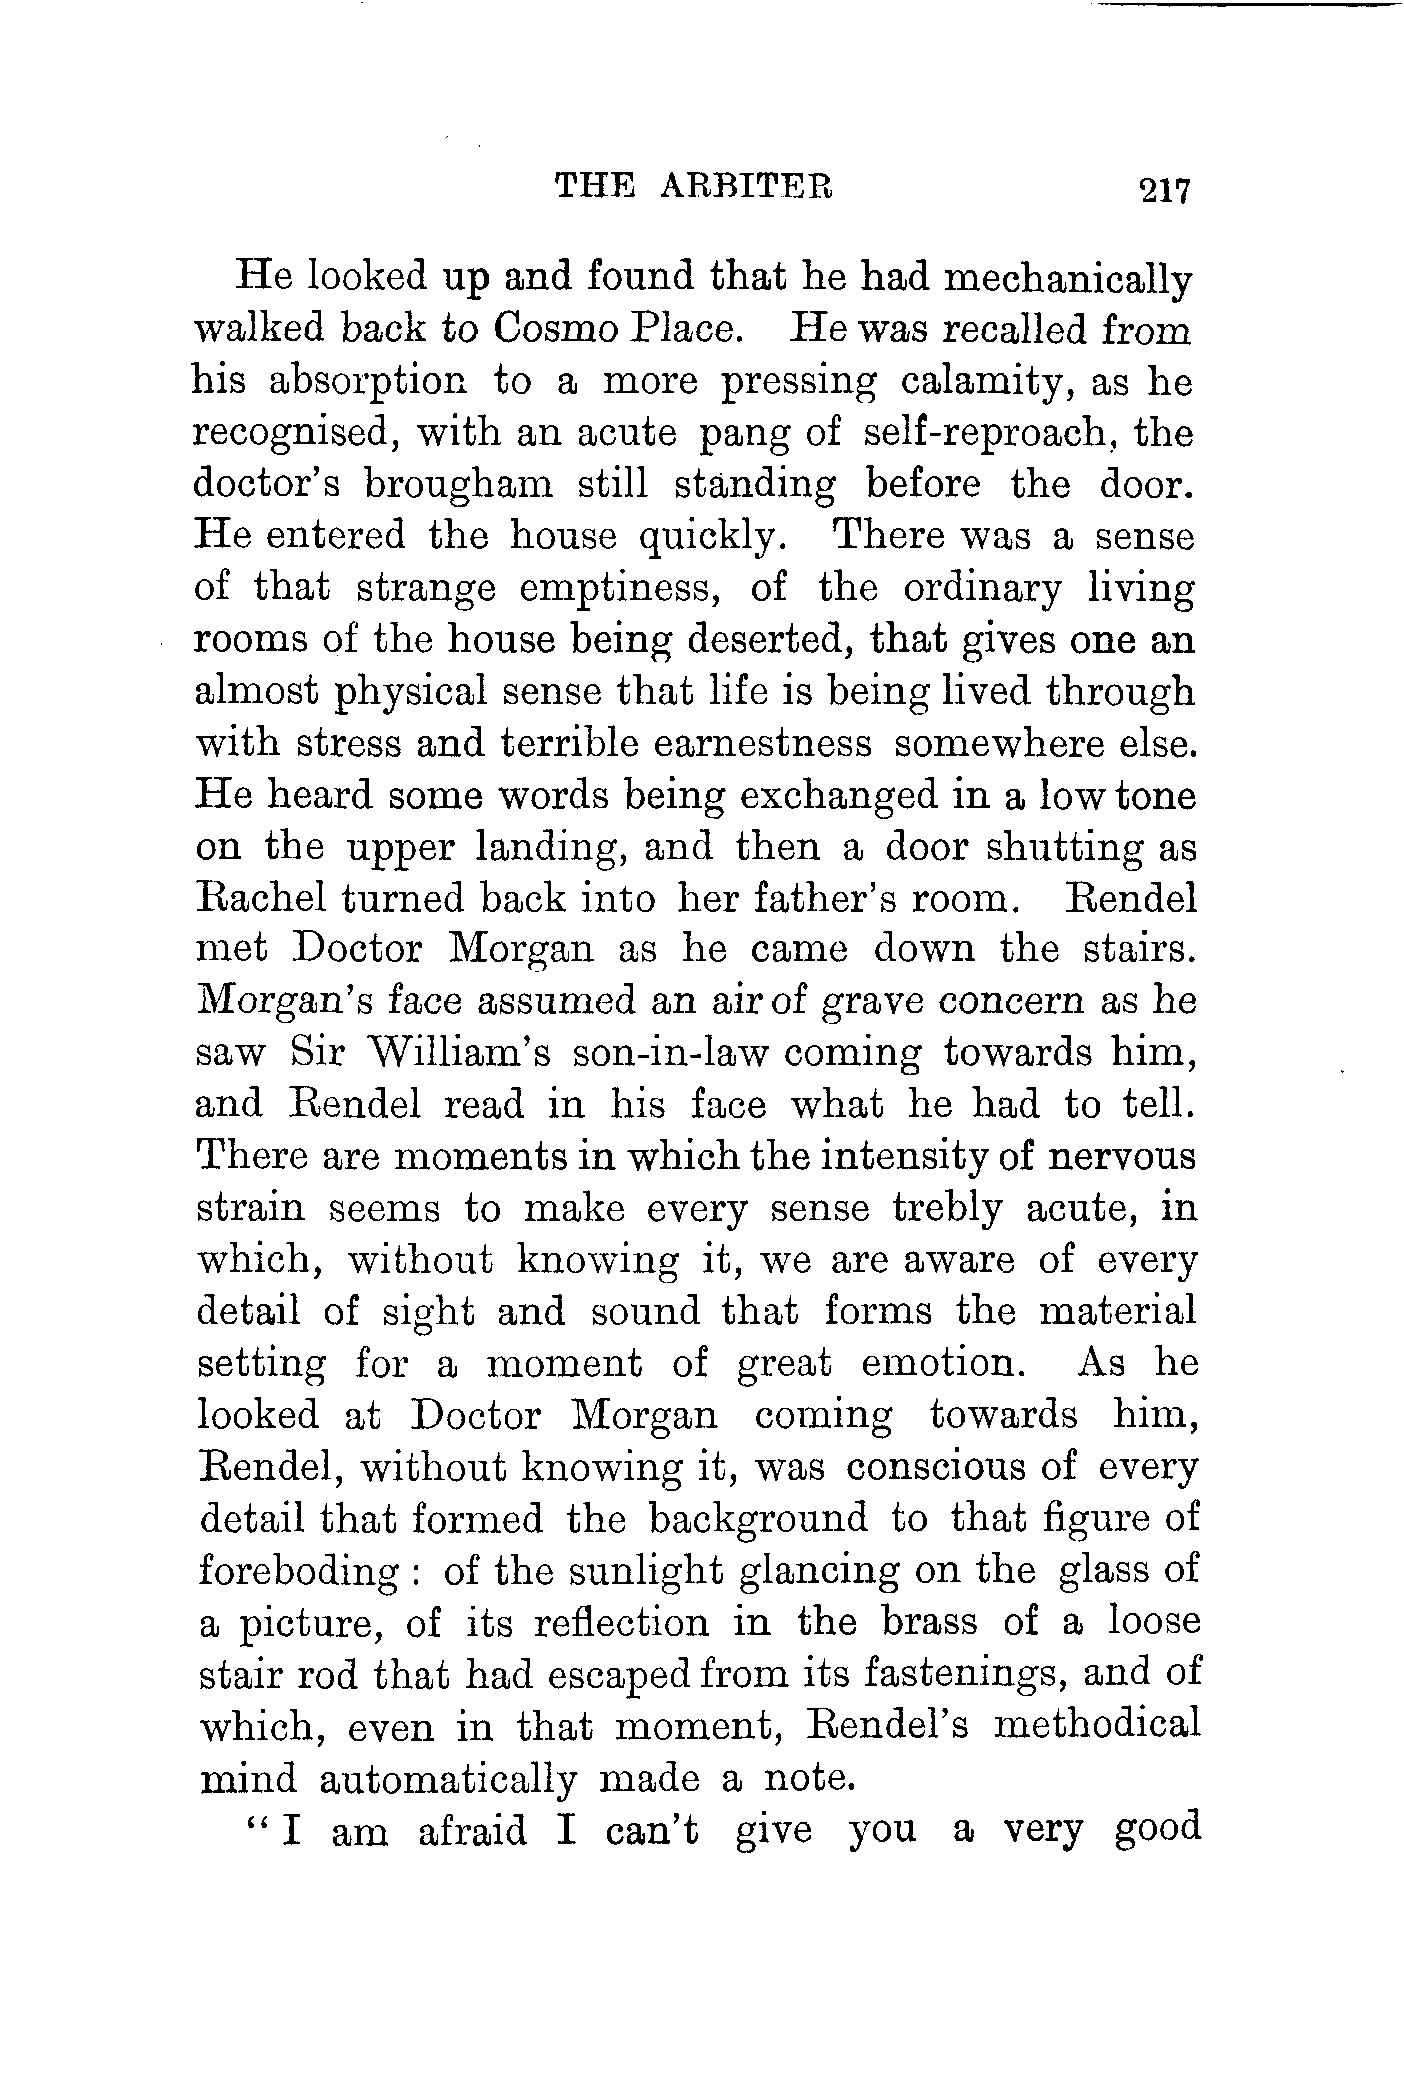 THE ARBITER 217
He looked up and found that he had mechanically
walked back to Cosmo Place. He was recalled from
his absorption to a more pressing calamity, as he
recognised, with an acute pang of self-reproach, the
doctor's brougham still standing before the door.
He entered the house quickly. There was a sense
of that strange emptiness, of the ordinary living
rooms of the house being deserted, that gives one an
almost physical sense that life is being lived through
with stress and terrible earnestness somewhere else.
He heard some words being exchanged in a low tone
on the upper landing, and then a door shutting as
Rachel turned back into her father's room. Rendel
met Doctor Morgan as he came down the stairs.
Morgan's face assumed an air of grave concern as he
saw Sir William's son-in-law coming towards him,
and Rendel read in his face what he had to tell.
There are moments in which the intensity of nervous
strain seems to make every sense trebly acute, in
which, without knowing it, we are aware of every
detail of sight and sound that forms the material
setting for a moment of great emotion. As he
looked at Doctor Morgan coming towards him,
Rendel, without knowing it, was conscious of every
detail that formed the background to that figure of
foreboding : of the sunlight glancing on the glass of
a picture, of its reflection in the brass of a loose
stair rod that had escaped from its fastenings, and of
which, even in that moment, Rendel's methodical
mind automatically made a note.
“ I am afraid I can't give you a very good